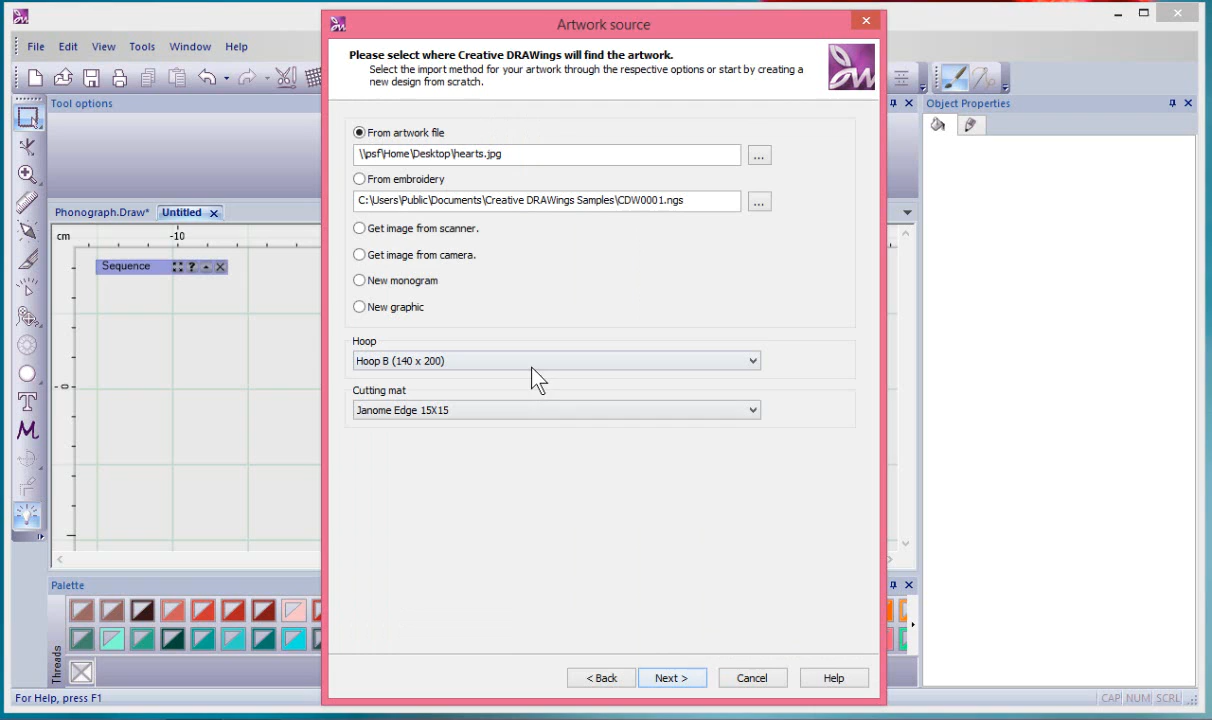 Artwork source
File Edit View Tools Window Help
Please select where Creative DRAWings will find the artwork.
Select the import method for your artwork through the respective options or start by creating a
new design from scratch.
Tool options
Object Properties
From artwork file
\\psf\Home\Desktop\hearts.jpg
...
From embroidery
C:\Users\Public\Documents\Creative DRAWings Samples\CDW0001.ngs
...
Phonograph.Draw* Untitled
cm
-10
Get image from scanner.
Sequence
Get image from camera.
New monogram
New graphic
Hoop
Hoop B (140 x 200)
- 0
Cutting mat
Janome Edge 15X15
Palette
Threads
< Back Next > Cancel Help
For Help, press F1
CAP NUM SCRL